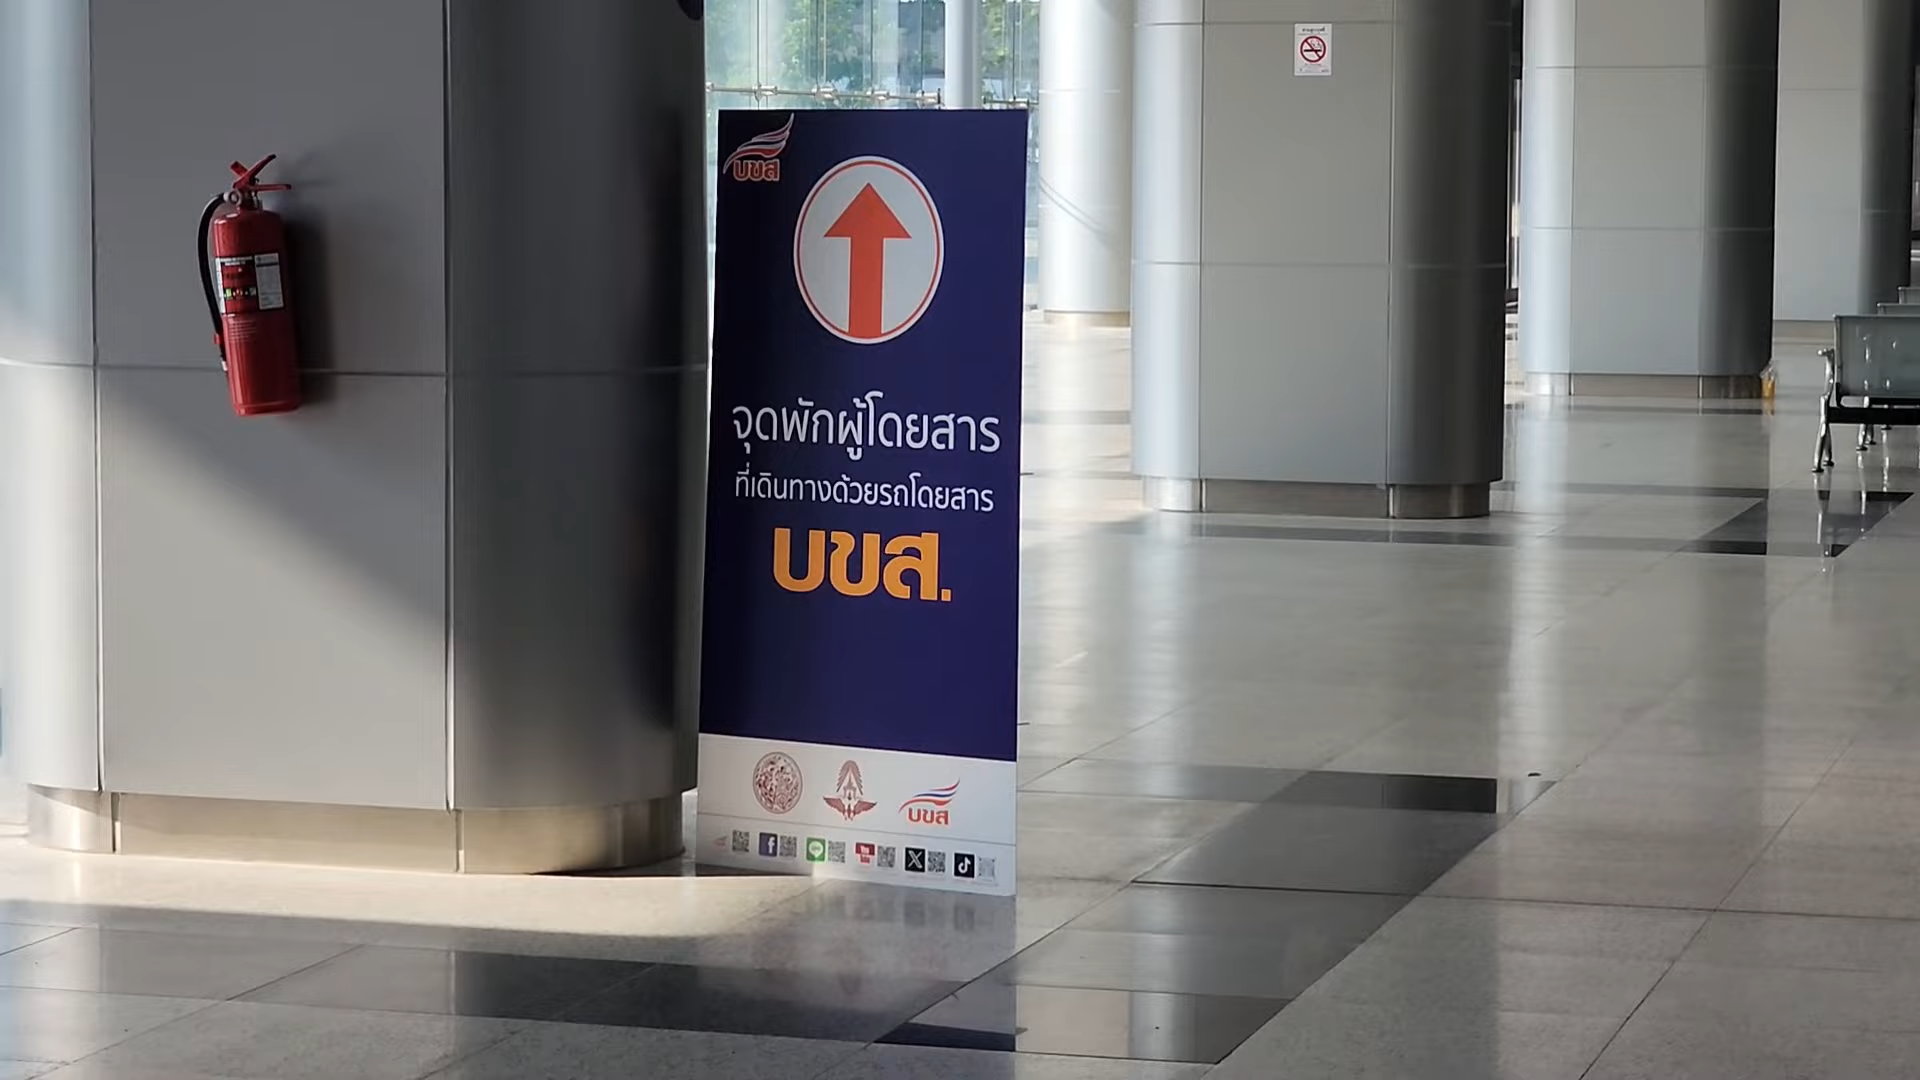 บขส
จุดพักผู้โดยสาร
ที่เดินทางด้วยรถโดยสาร
บขส.
บขส